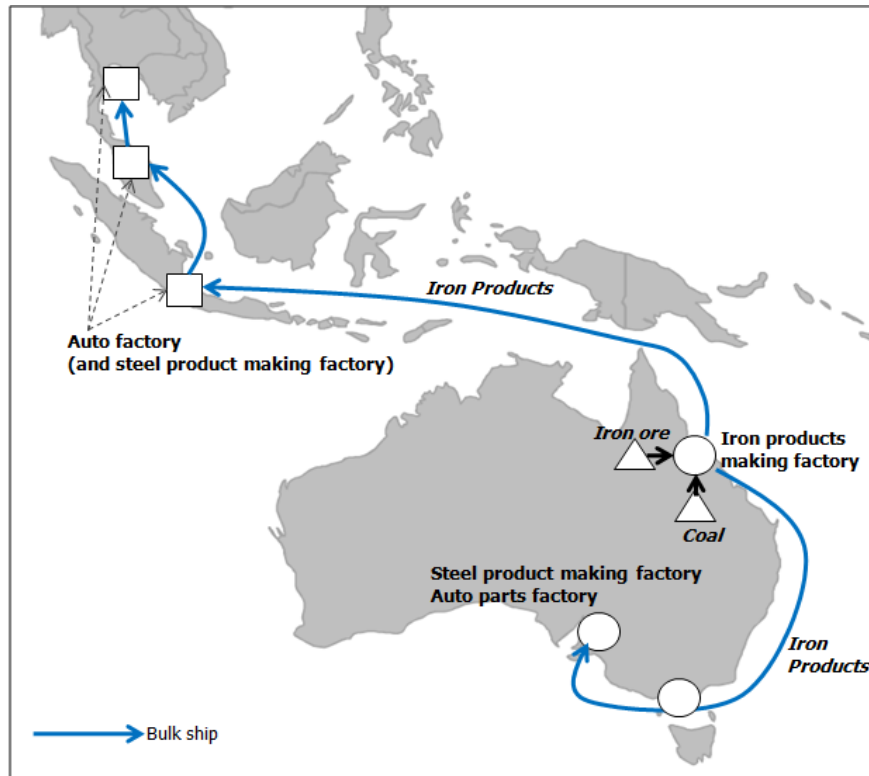 Iron Products
Auto factory
(and steel product making factory)
Iron ore
Iron products
making factory
Coal
Steel product making factory
Auto parts factory
Iron
Products
Bulk ship